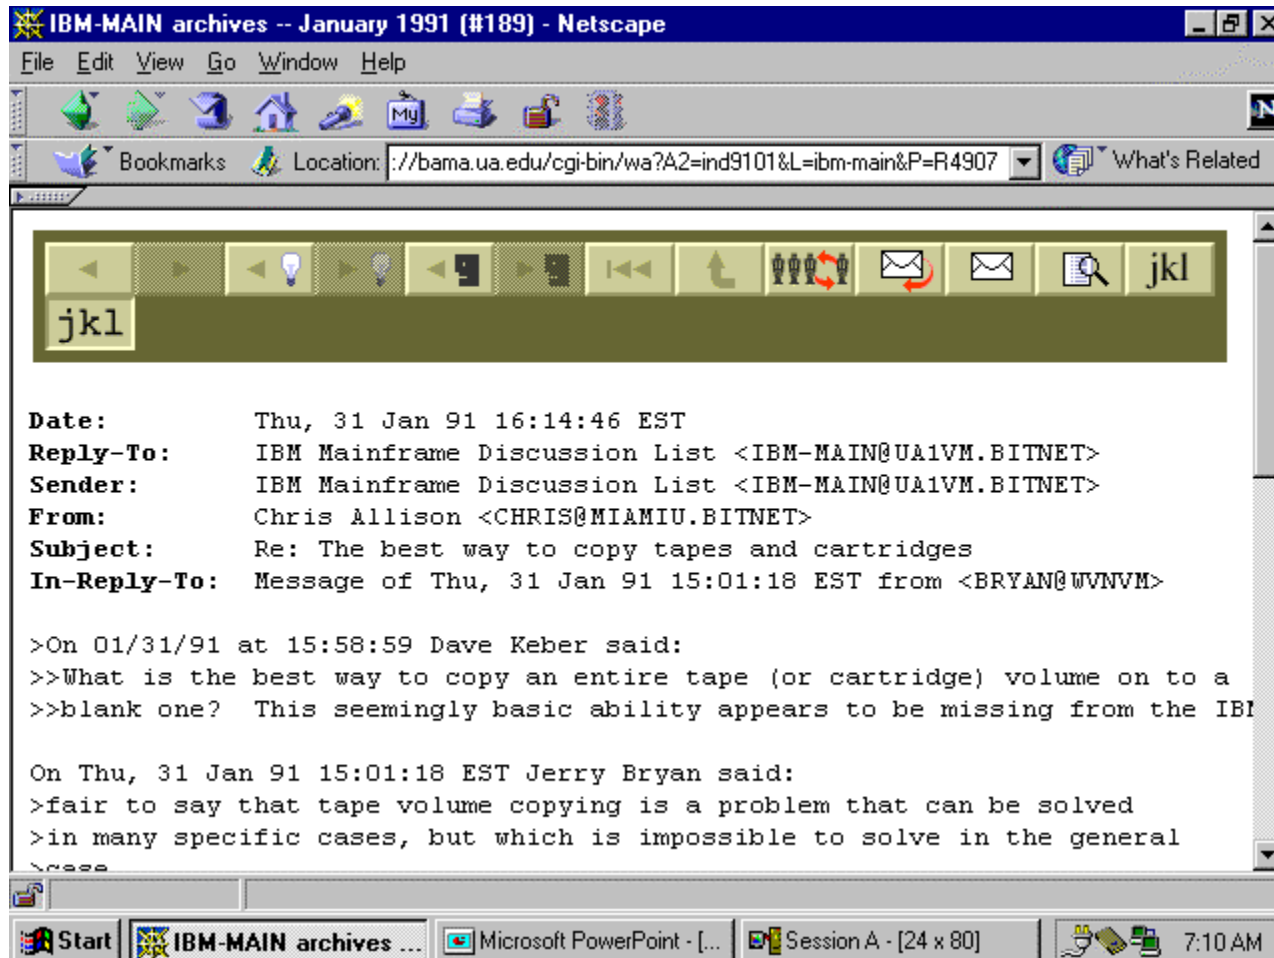 IBM-MAIN archives -- January 1991 (#189) - Netscape
File Edit View Go Window Help
My
N
Bookmarks Location: ://bama.ua.edu/cgi-bin/wa?A2=ind9101&L=ibm-main&P=R4907 What's Related
jkl
jkl
Date: Thu, 31 Jan 91 16:14:46 EST
Reply-To: IBM Mainframe Discussion List <IBM-MAIN@UA1VM.BITNET>
Sender: IBM Mainframe Discussion List <IBM-MAIN@UA1VM.BITNET>
From: Chris Allison <CHRIS@MIAMIU.BITNET>
Subject: Re: The best way to copy tapes and cartridges
In-Reply-To: Message of Thu, 31 Jan 91 15:01:18 EST from <BRYAN@WVNVM>
>On 01/31/91 at 15:58:59 Dave Keber said:
>>What is the best way to copy an entire tape (or cartridge) volume on to a
>>blank one? This seemingly basic ability appears to be missing from the IBM
On Thu, 31 Jan 91 15:01:18 EST Jerry Bryan said:
>fair to say that tape volume copying is a problem that can be solved
>in many specific cases, but which is impossible to solve in the general
>case
Start IBM-MAIN archives ... Microsoft PowerPoint - [... Session A - [24 x 80] 7:10 AM